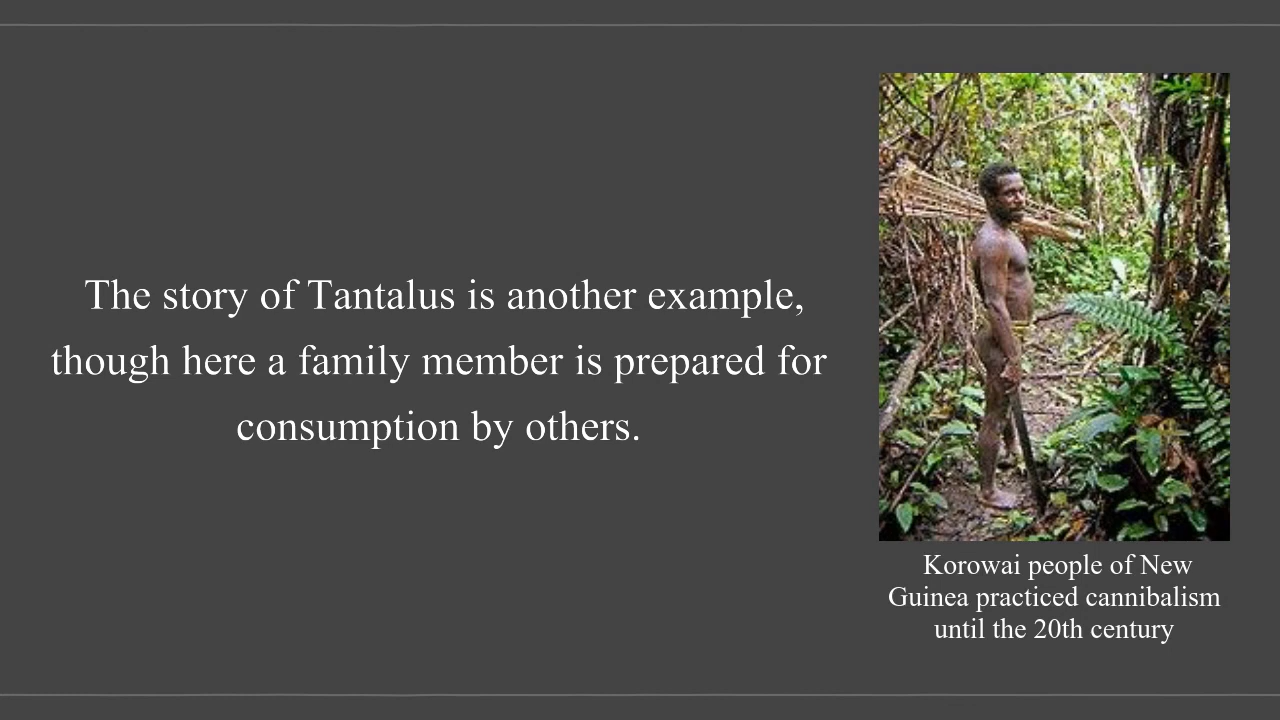 The story of Tantalus is another example,
though here a family member is prepared for
consumption by others.
Korowai people of New
Guinea practiced cannibalism
until the 20th century